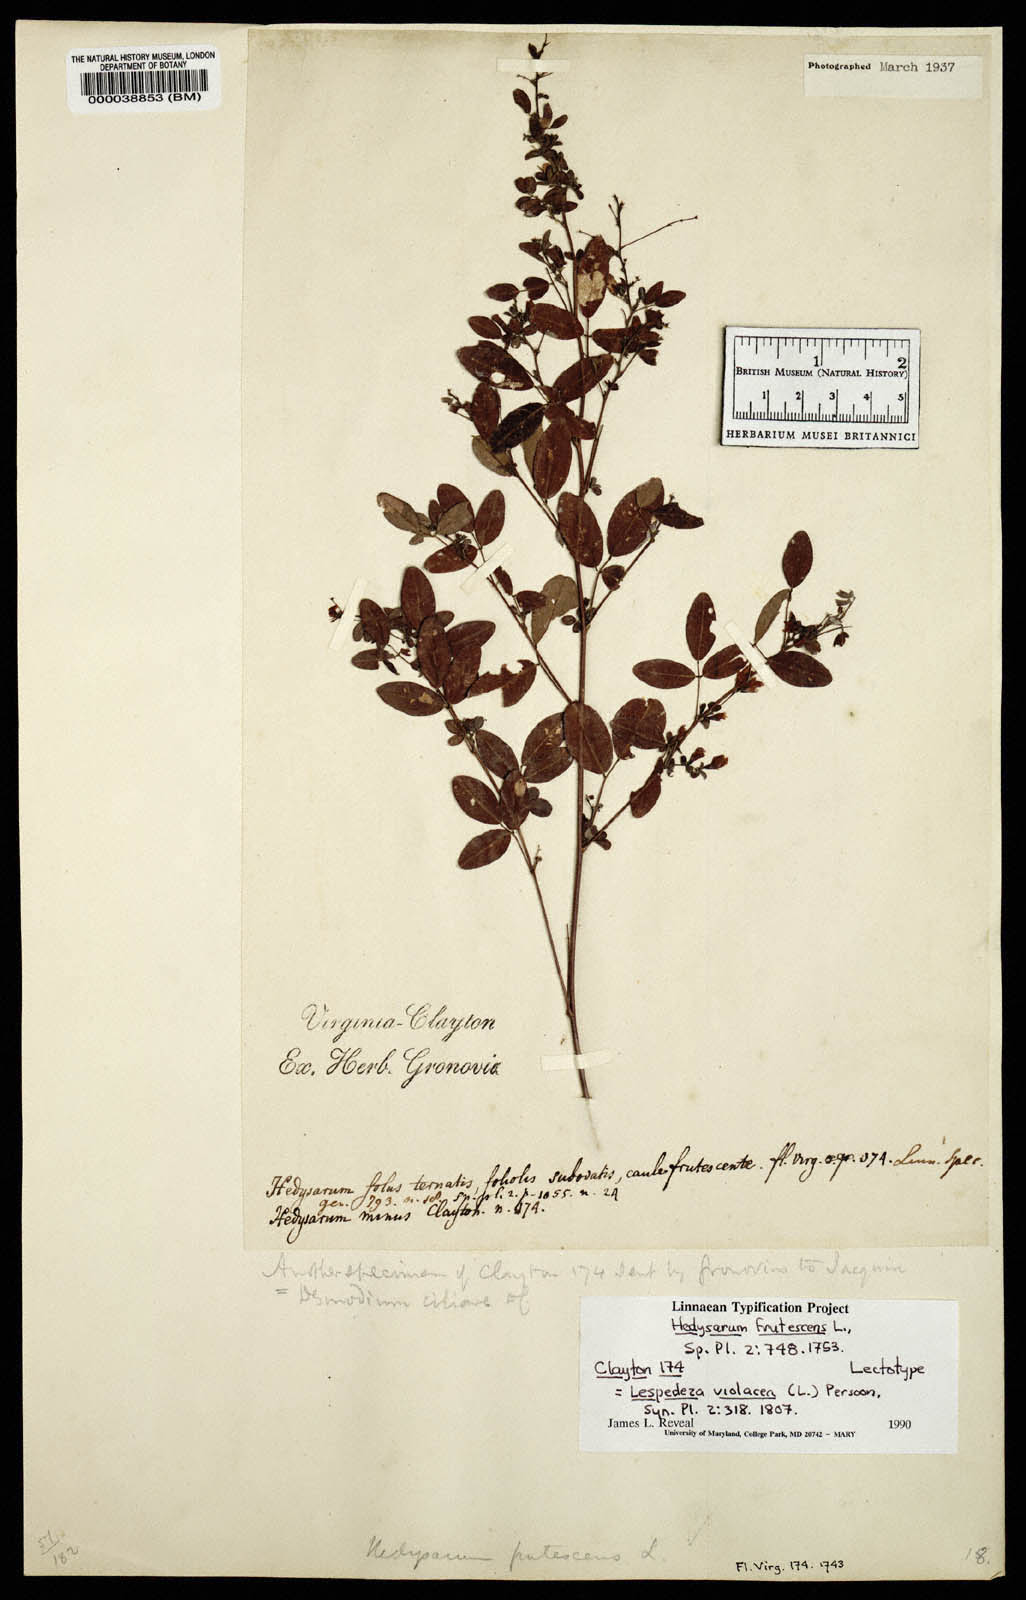 THE NATURAL HISTORY MUSEUM, LONDON
DEPARTMENT OF BOTANY
000038853 (BM)
Photographed March 1937
1 2
BRITISH MUSEUM (NATURAL HISTORY)
1 2 3 4 5
HERBARIUM MUSEI BRITANNICI
Virginia-Clayton
Ex. Herb. Gronovii
Hedysarum foliis ternatis, foliolis subovatis, caule frutescente. fl. Virg. 174. Linn. Spec.
gen. 793. n. sp. pl. 2. p. 1055. n. 24
Hedysarum minus Clayton. n. 174.
Another specimen of Clayton 174 sent by Gronovius to Jacquin
= Desmodium ciliare
Linnaean Typification Project
Hedysarum frutescens L.,
Sp. Pl. 2: 748. 1753.
Clayton 174 Lectotype
= Lespedeza violacea (L.) Persoon,
Syn. Pl. 2: 318. 1807.
James L. Reveal 1990
University of Maryland, College Park, MD 20742 – MARY
182
Hedysarum frutescens L.
Fl. Virg. 174. 1743
18.